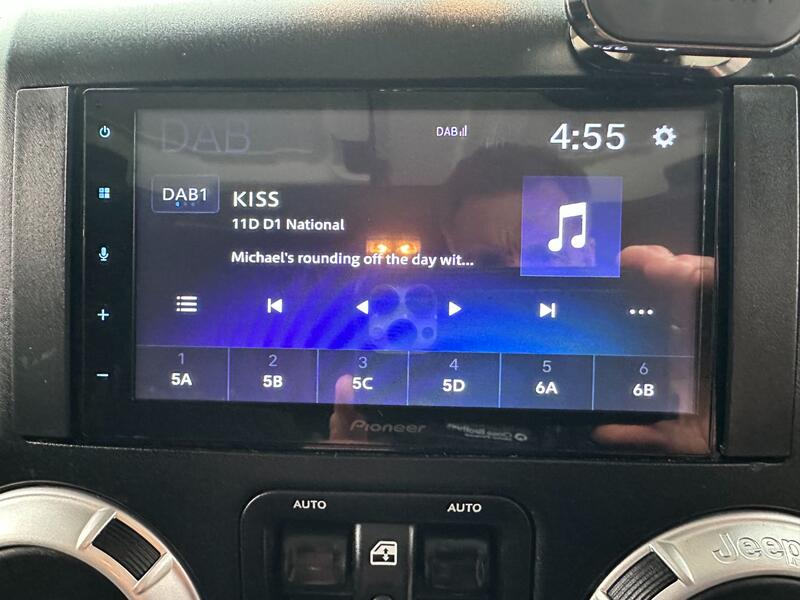 DAB
DAB
4:55
DAB1
KISS
11D D1 National
Michael's rounding off the day wit...
1 2 3 4 5 6
5A 5B 5C 5D 6A 6B
Pioneer
AUTO AUTO
Jeep